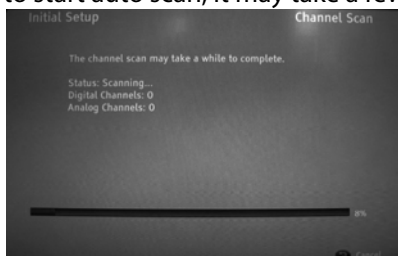 to start auto scan, it may take a few
Initial Setup
Channel Scan
The channel scan may take a while to complete.
Status: Scanning...
Digital Channels: 0
Analog Channels: 0
8%
Cancel